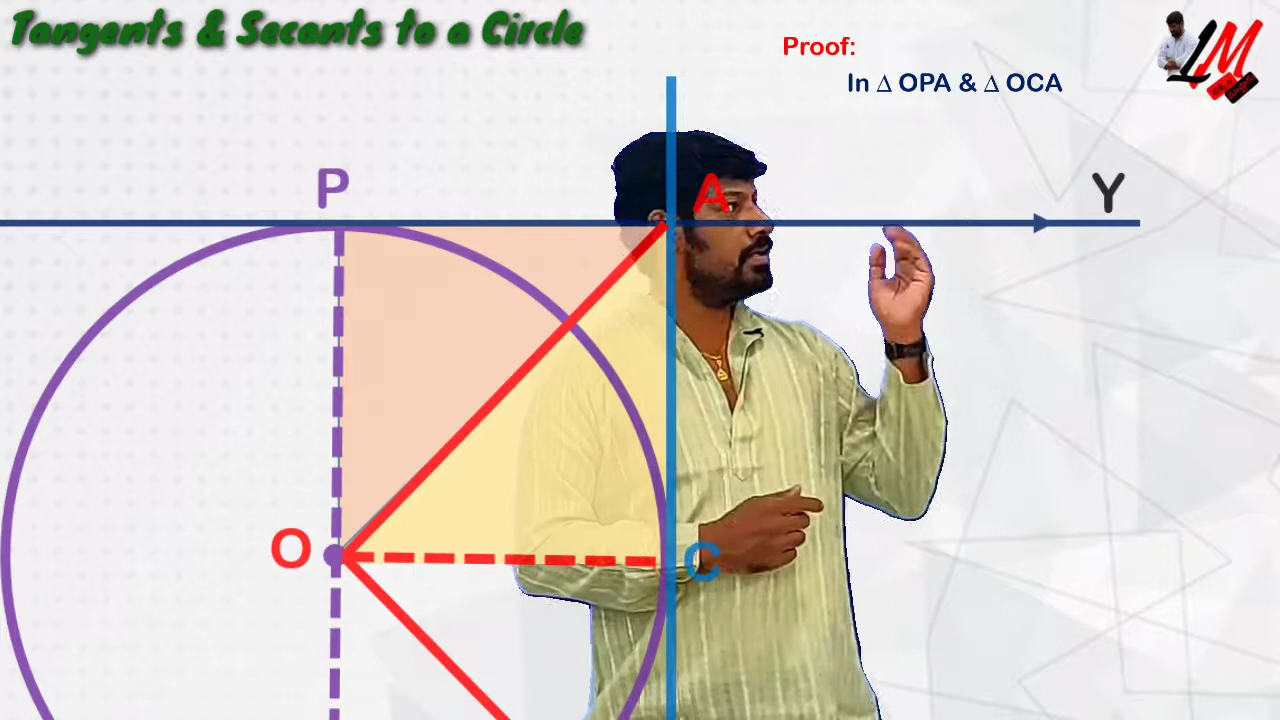 Tangents & Secants to a Circle
Proof:
In ∆ OPA & ∆ OCA
LM
P
A
Y
O
C